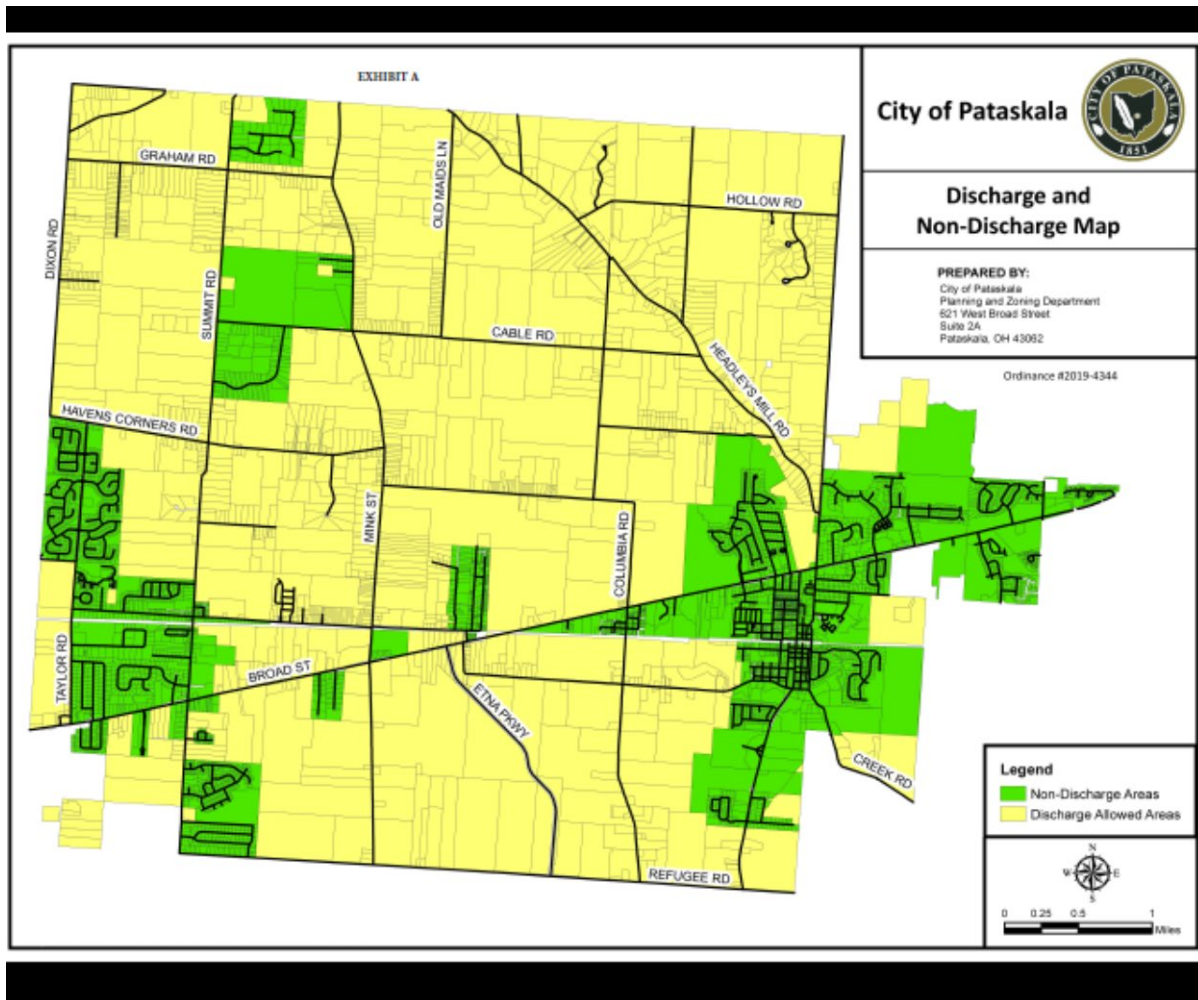 EXHIBIT A
City of Pataskala
CITY OF PATASKALA
1851
Discharge and
Non-Discharge Map
PREPARED BY:
City of Pataskala
Planning and Zoning Department
621 West Broad Street
Suite 2A
Pataskala, OH 43062
Ordinance #2019-4344
GRAHAM RD
OLD MAIDS LN
HOLLOW RD
DIXON RD
SUMMIT RD
CABLE RD
HEADLEYS MILL RD
HAVENS CORNERS RD
MINK ST
COLUMBIA RD
TAYLOR RD
BROAD ST
ETNA PKWY
CREEK RD
REFUGEE RD
Legend
Non-Discharge Areas
Discharge Allowed Areas
N
W E
S
0 0.25 0.5 1
Miles